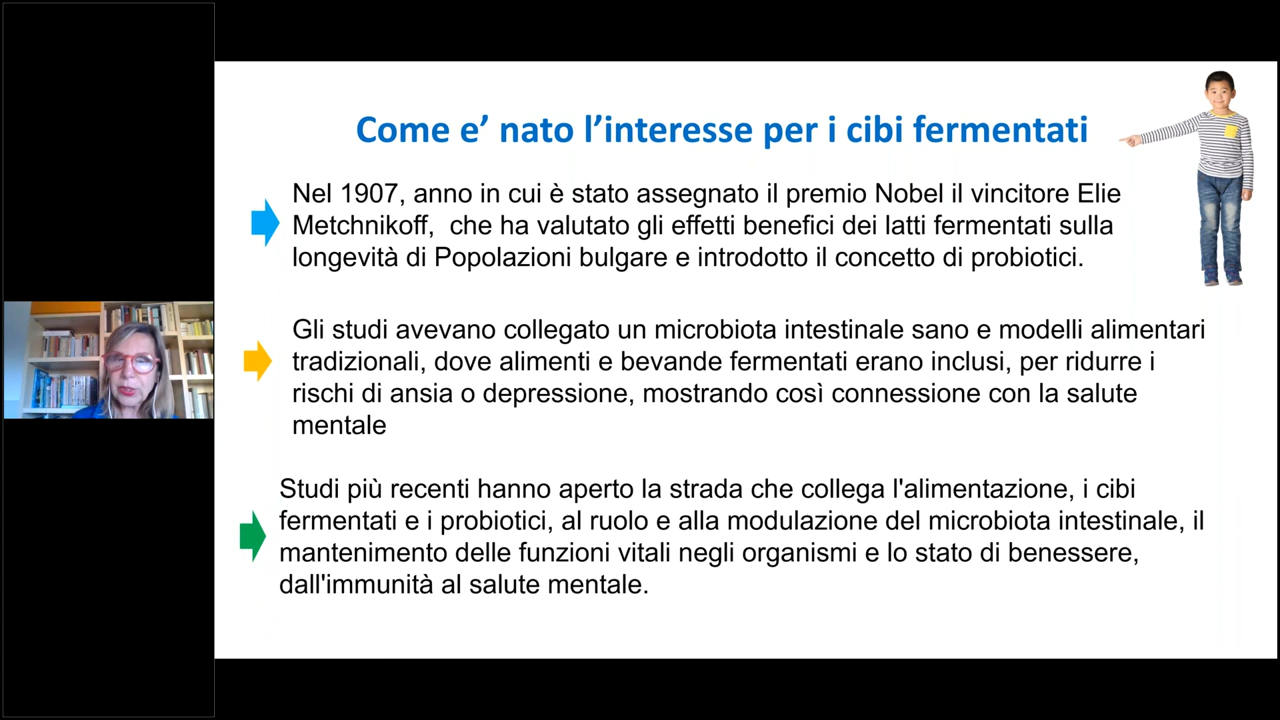 Come e’ nato l’interesse per i cibi fermentati
Nel 1907, anno in cui è stato assegnato il premio Nobel il vincitore Elie
Metchnikoff,  che ha valutato gli effetti benefici dei latti fermentati sulla
longevità di Popolazioni bulgare e introdotto il concetto di probiotici.
Gli studi avevano collegato un microbiota intestinale sano e modelli alimentari
tradizionali, dove alimenti e bevande fermentati erano inclusi, per ridurre i
rischi di ansia o depressione, mostrando così connessione con la salute
mentale
Studi più recenti hanno aperto la strada che collega l'alimentazione, i cibi
fermentati e i probiotici, al ruolo e alla modulazione del microbiota intestinale, il
mantenimento delle funzioni vitali negli organismi e lo stato di benessere,
dall'immunità al salute mentale.